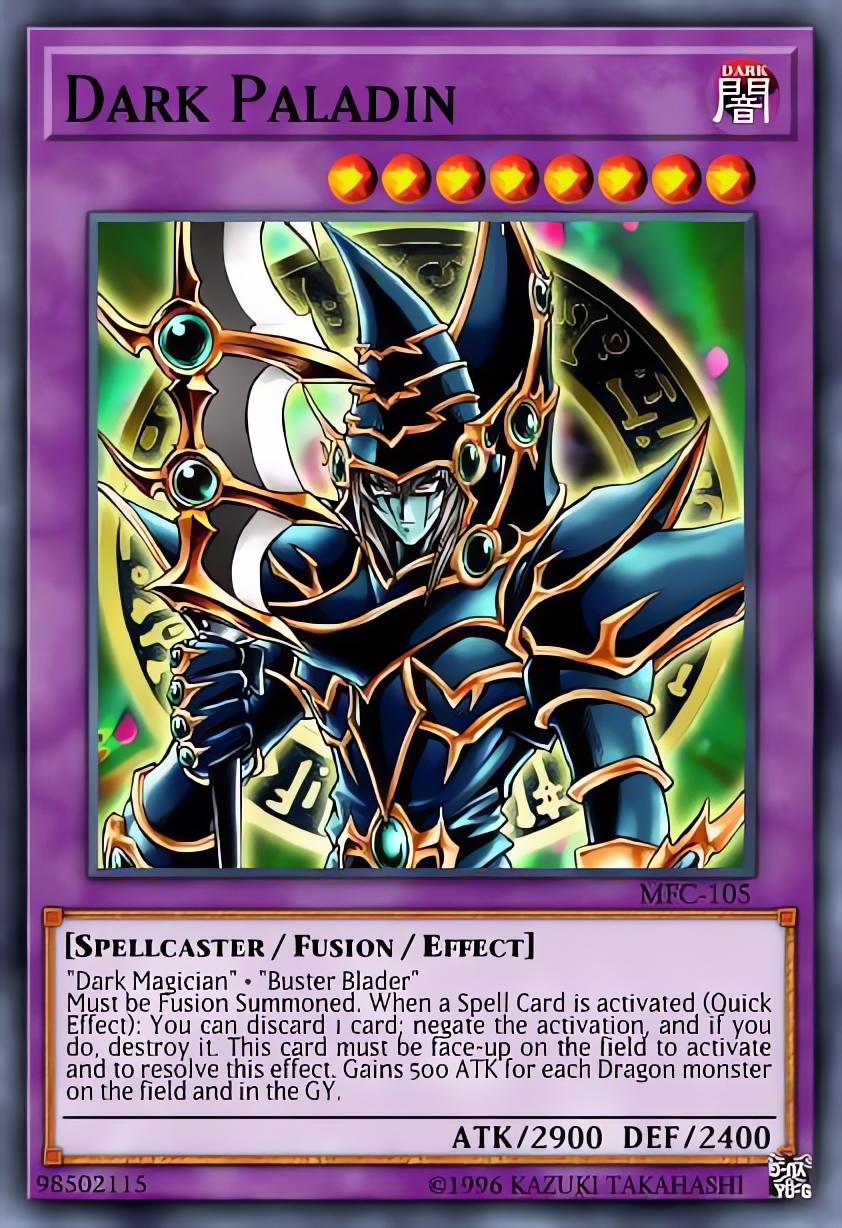 Dark Paladin
DARK
闇
MFC-105
[Spellcaster / Fusion / Effect]
"Dark Magician" • "Buster Blader"
Must be Fusion Summoned. When a Spell Card is activated (Quick
Effect): You can discard 1 card; negate the activation, and if you
do, destroy it. This card must be face-up on the field to activate
and to resolve this effect. Gains 500 ATK for each Dragon monster
on the field and in the GY.
ATK/2900 DEF/2400
98502115
©1996 KAZUKI TAKAHASHI